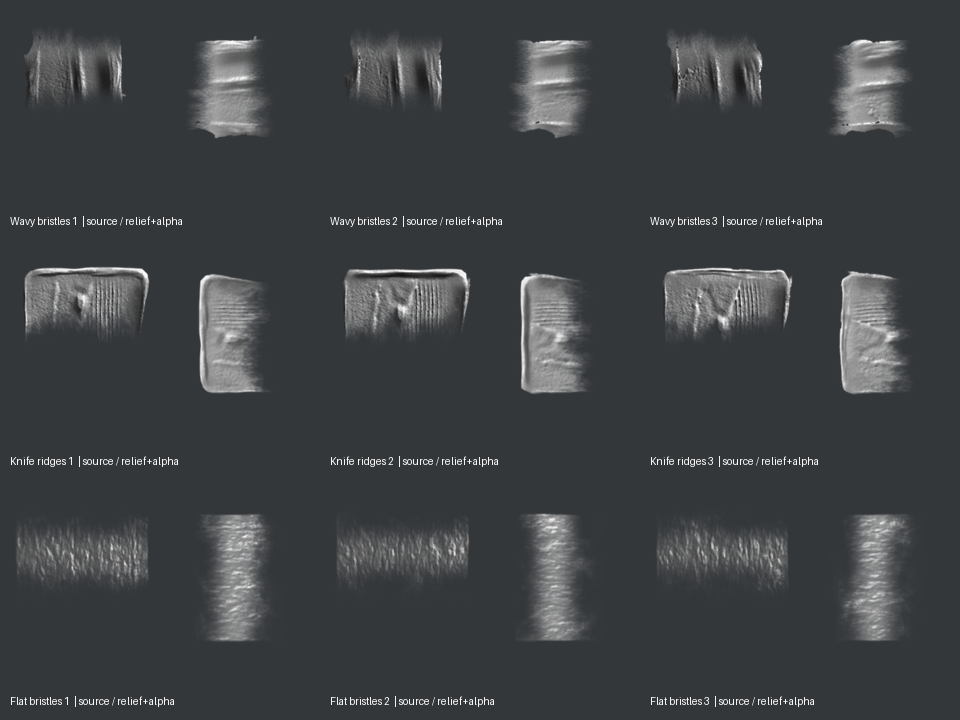 Wavy bristles 1 | source / relief+alpha
Wavy bristles 2 | source / relief+alpha
Wavy bristles 3 | source / relief+alpha
Knife ridges 1 | source / relief+alpha
Knife ridges 2 | source / relief+alpha
Knife ridges 3 | source / relief+alpha
Flat bristles 1 | source / relief+alpha
Flat bristles 2 | source / relief+alpha
Flat bristles 3 | source / relief+alpha